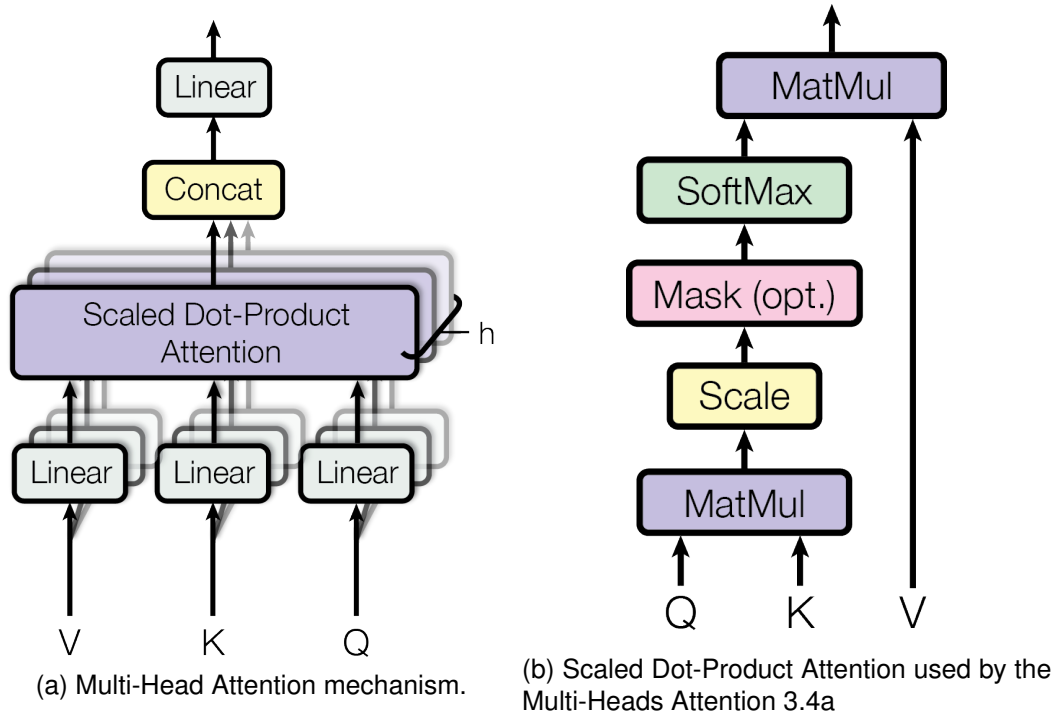 Linear
Concat
Scaled Dot-Product
Attention
h
Linear Linear Linear
V K Q
(a) Multi-Head Attention mechanism.
MatMul
SoftMax
Mask (opt.)
Scale
MatMul
Q K V
(b) Scaled Dot-Product Attention used by the
Multi-Heads Attention 3.4a